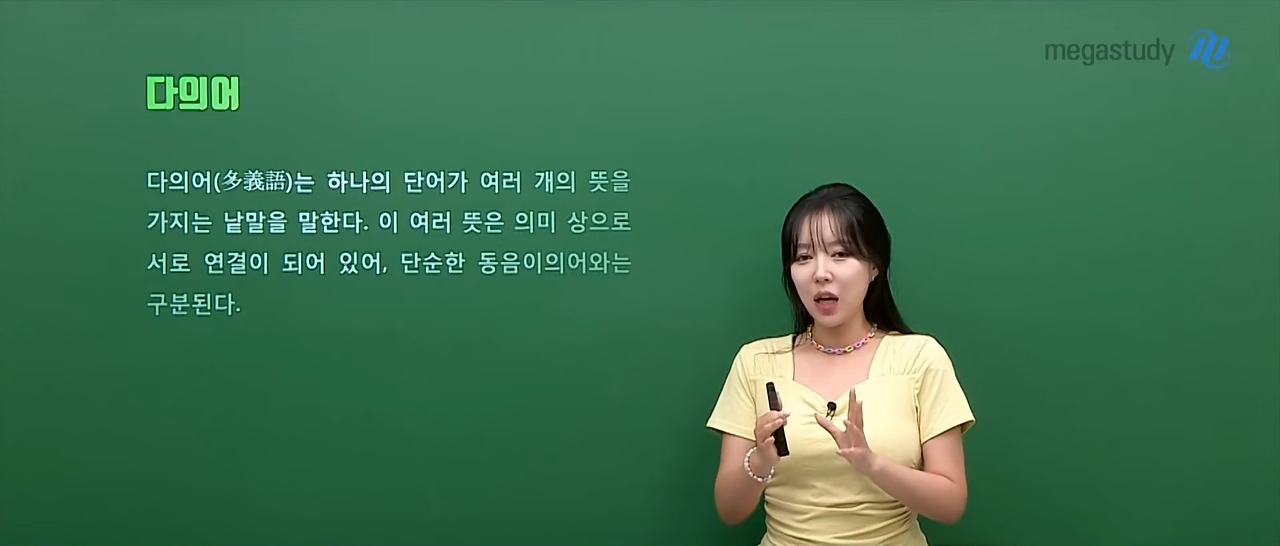 megastudy
다의어
다의어(多義語)는 하나의 단어가 여러 개의 뜻을
가지는 낱말을 말한다. 이 여러 뜻은 의미 상으로
서로 연결이 되어 있어, 단순한 동음이의어와는
구분된다.